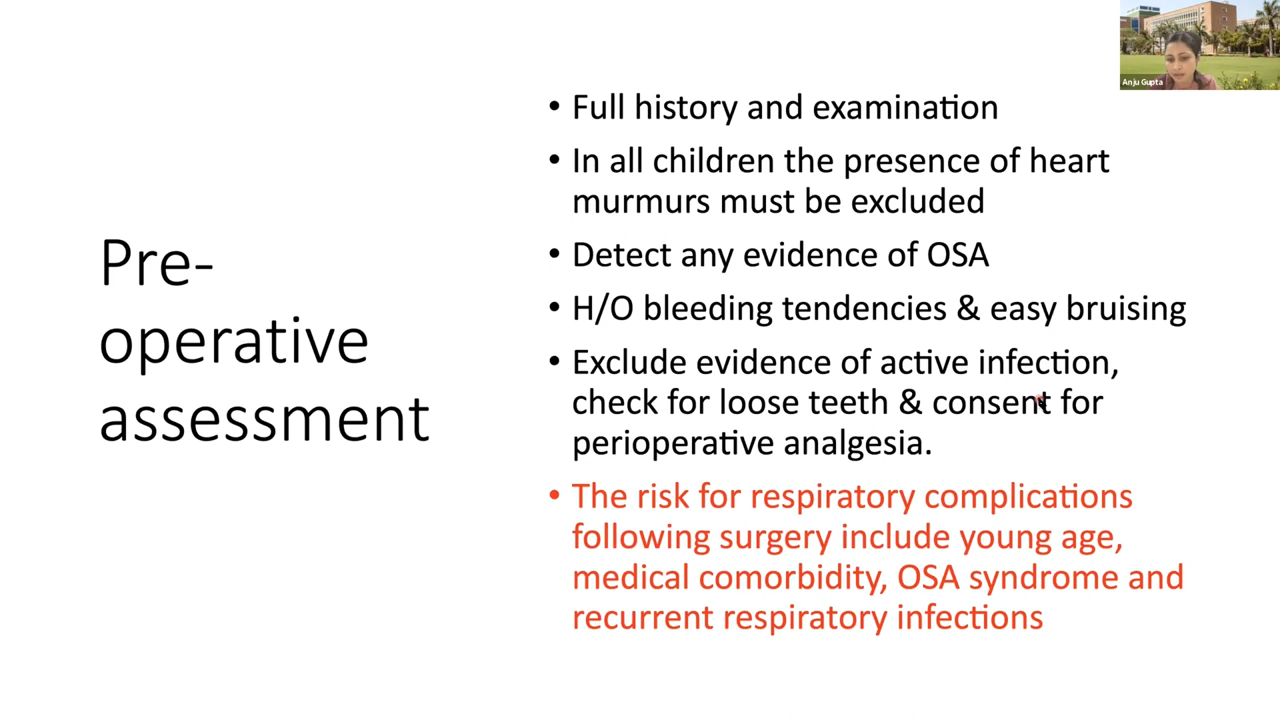 Anju Gupta
Pre-
operative
assessment
• Full history and examination
• In all children the presence of heart
murmurs must be excluded
• Detect any evidence of OSA
• H/O bleeding tendencies & easy bruising
• Exclude evidence of active infection,
check for loose teeth & consent for
perioperative analgesia.
• The risk for respiratory complications
following surgery include young age,
medical comorbidity, OSA syndrome and
recurrent respiratory infections